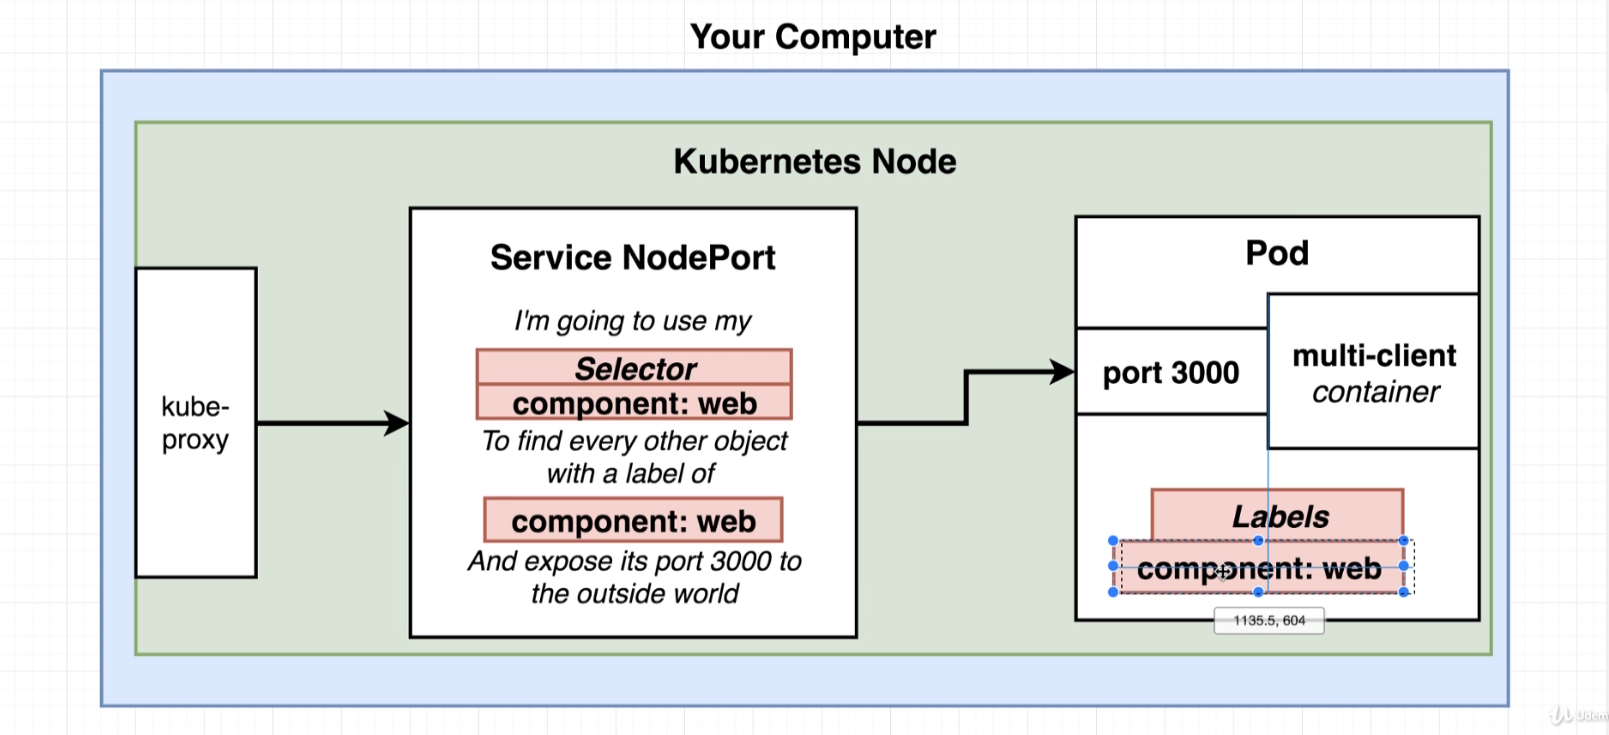 Your Computer
Kubernetes Node
kube-
proxy
Service NodePort
I'm going to use my
Selector
component: web
To find every other object
with a label of
component: web
And expose its port 3000 to
the outside world
Pod
port 3000
multi-client
container
Labels
component: web
1135.5, 604
Udem